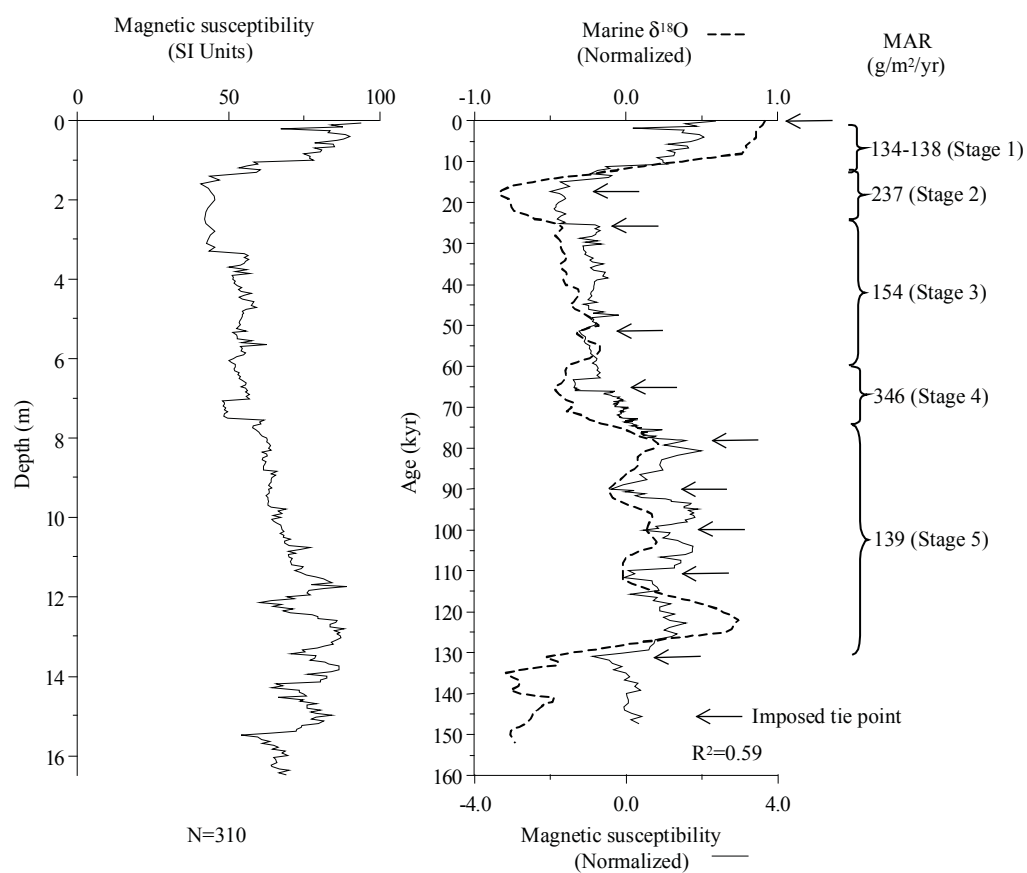 Magnetic susceptibility
(SI Units)
0 50 100
0
2
4
6
8
10
12
14
16
Depth (m)
N=310
Marine δ¹⁸O
(Normalized)
-1.0 0.0 1.0
0
10
20
30
40
50
60
70
80
90
100
110
120
130
140
150
160
Age (kyr)
Imposed tie point
R²=0.59
-4.0 0.0 4.0
Magnetic susceptibility
(Normalized)
MAR
(g/m²/yr)
134-138 (Stage 1)
237 (Stage 2)
154 (Stage 3)
346 (Stage 4)
139 (Stage 5)